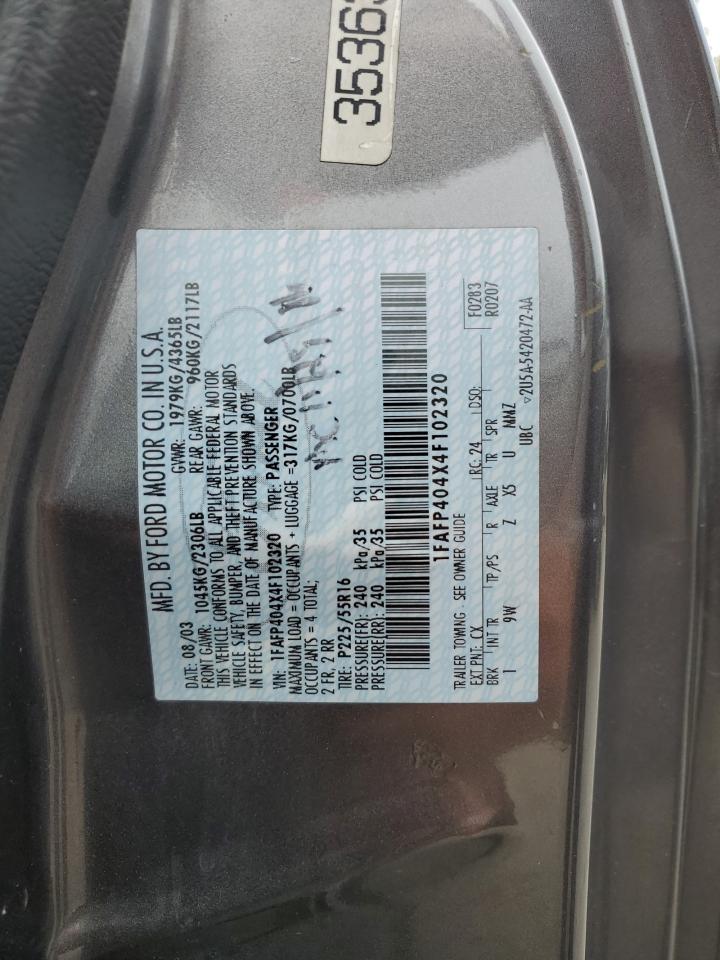 35363
MFD. BY FORD MOTOR CO. IN U.S.A.
DATE: 08/03 GVWR: 1979KG/4365LB
FRONT GAWR: 1045KG/2306LB REAR GAWR: 960KG/2117LB
THIS VEHICLE CONFORMS TO ALL APPLICABLE FEDERAL MOTOR
VEHICLE SAFETY, BUMPER, AND THEFT PREVENTION STANDARDS
IN EFFECT ON THE DATE OF MANUFACTURE SHOWN ABOVE
VIN: 1FAFP404X4F102320 TYPE: PASSENGER
MAXIMUM LOAD = OCCUPANTS + LUGGAGE =317KG/0700LB
OCCUPANTS = 4 TOTAL;
2 FR, 2 RR
TIRE: P225/55R16
PRESSURE(FR): 240 kPa/35 PSI COLD
PRESSURE(RR): 240 kPa/35 PSI COLD
1FAFP404X4F102320
TRAILER TOWING - SEE OWNER GUIDE
EXT PNT: CX RC: 24 DSO: F0283
BRK INT TR TP/PS R AXLE TR SPR R0207
1 9W Z X5 U MMZ
UBC ▽2U5A-5420472-AA